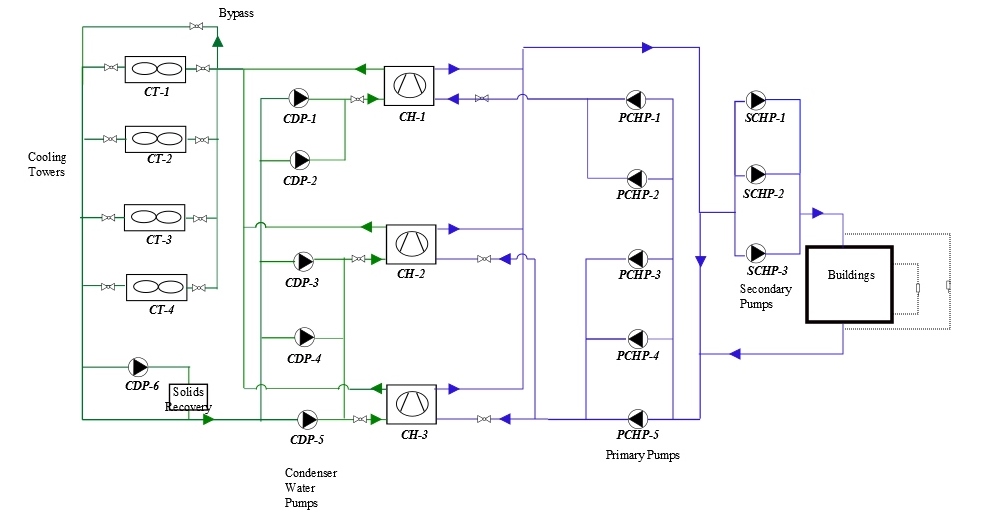 Bypass
CT-1
CDP-1
CH-1
PCHP-1
SCHP-1
Cooling
Towers
CT-2
CDP-2
PCHP-2
SCHP-2
CT-3
CDP-3
CH-2
PCHP-3
SCHP-3
Buildings
Secondary
Pumps
CT-4
CDP-4
PCHP-4
CDP-6
Solids
Recovery
CDP-5
CH-3
PCHP-5
Primary Pumps
Condenser
Water
Pumps